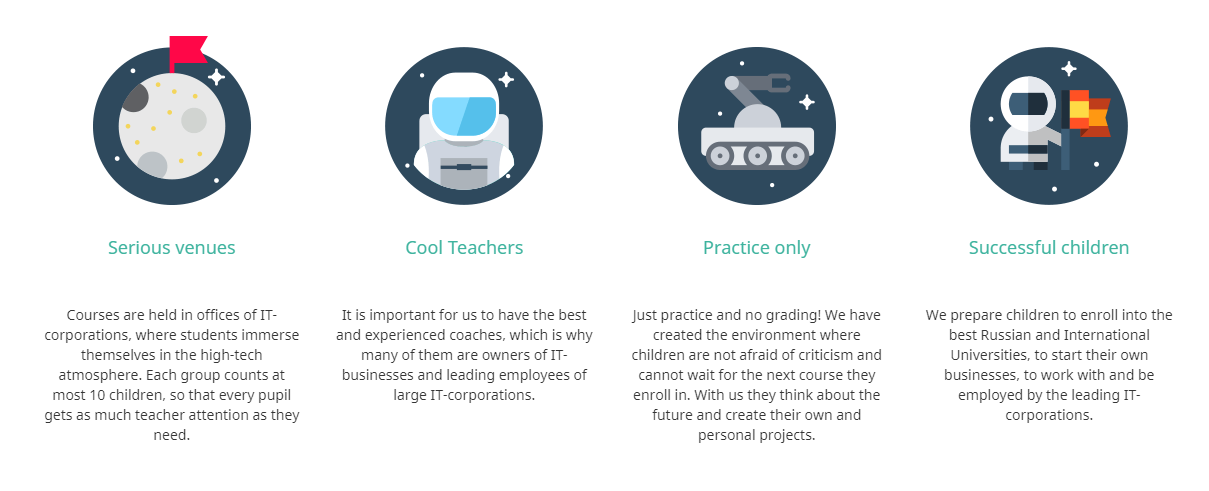 Serious venues
Courses are held in offices of IT-
corporations, where students immerse
themselves in the high-tech
atmosphere. Each group counts at
most 10 children, so that every pupil
gets as much teacher attention as they
need.
Cool Teachers
It is important for us to have the best
and experienced coaches, which is why
many of them are owners of IT-
businesses and leading employees of
large IT-corporations.
Practice only
Just practice and no grading! We have
created the environment where
children are not afraid of criticism and
cannot wait for the next course they
enroll in. With us they think about the
future and create their own and
personal projects.
Successful children
We prepare children to enroll into the
best Russian and International
Universities, to start their own
businesses, to work with and be
employed by the leading IT-
corporations.